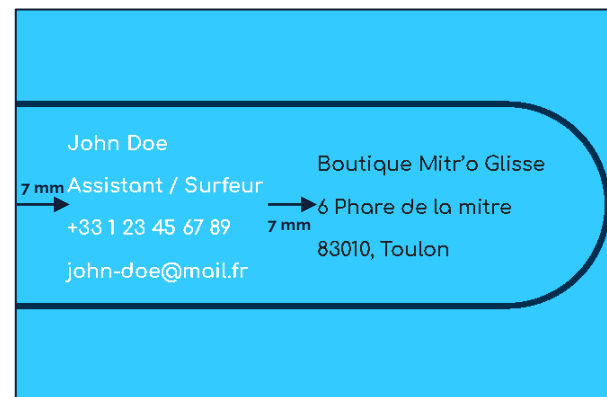 John Doe
Assistant / Surfeur
+33 1 23 45 67 89
john-doe@mail.fr
7 mm
7 mm
Boutique Mitr'o Glisse
6 Phare de la mitre
83010, Toulon